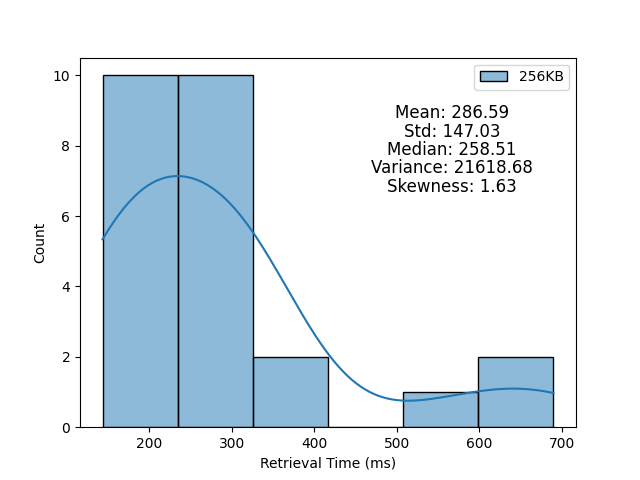 256KB
Mean: 286.59
Std: 147.03
Median: 258.51
Variance: 21618.68
Skewness: 1.63
10
8
6
4
2
0
Count
200 300 400 500 600 700
Retrieval Time (ms)